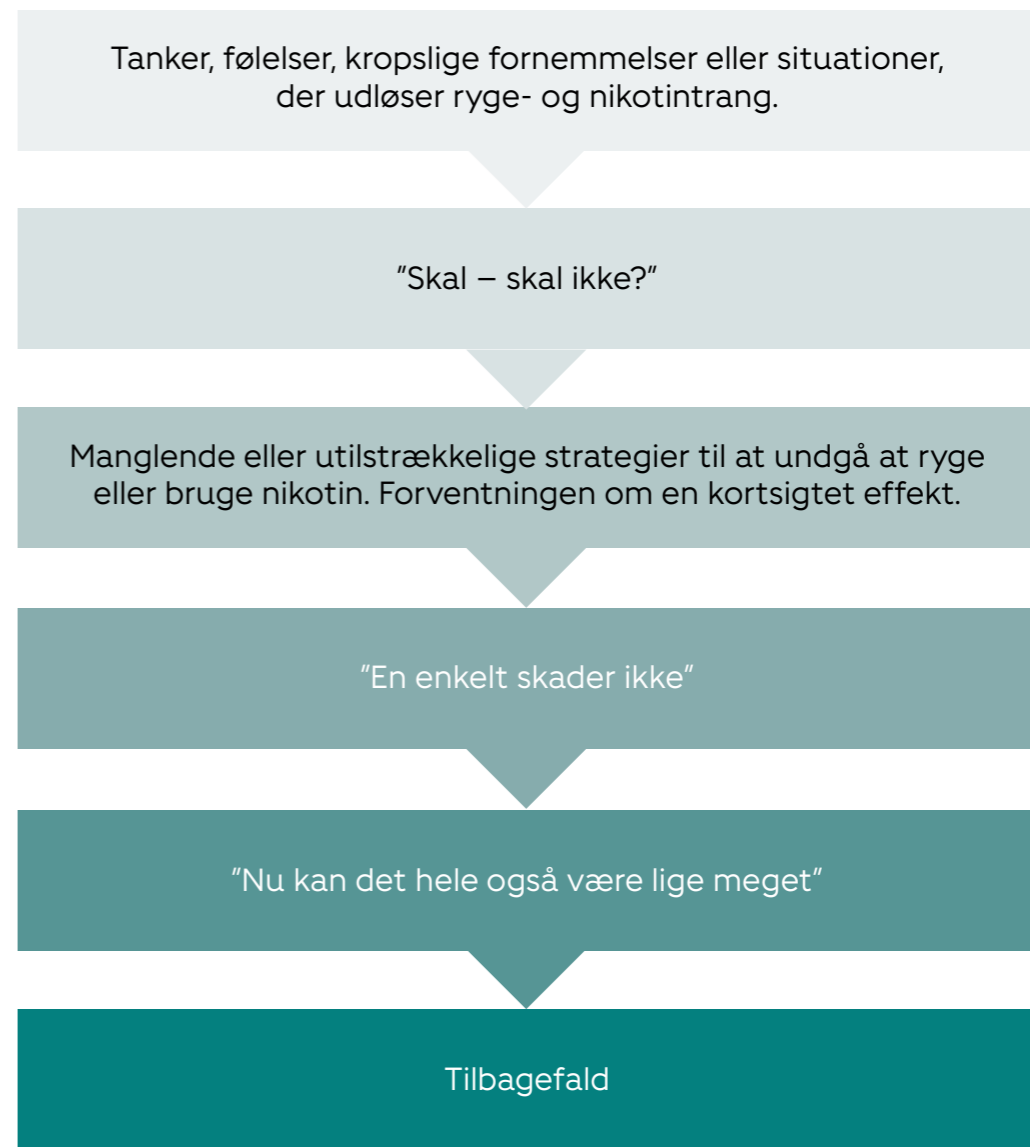 Tanker, følelser, kropslige fornemmelser eller situationer,
der udløser ryge- og nikotintrang.
”Skal – skal ikke?”
Manglende eller utilstrækkelige strategier til at undgå at ryge
eller bruge nikotin. Forventningen om en kortsigtet effekt.
”En enkelt skader ikke”
”Nu kan det hele også være lige meget”
Tilbagefald